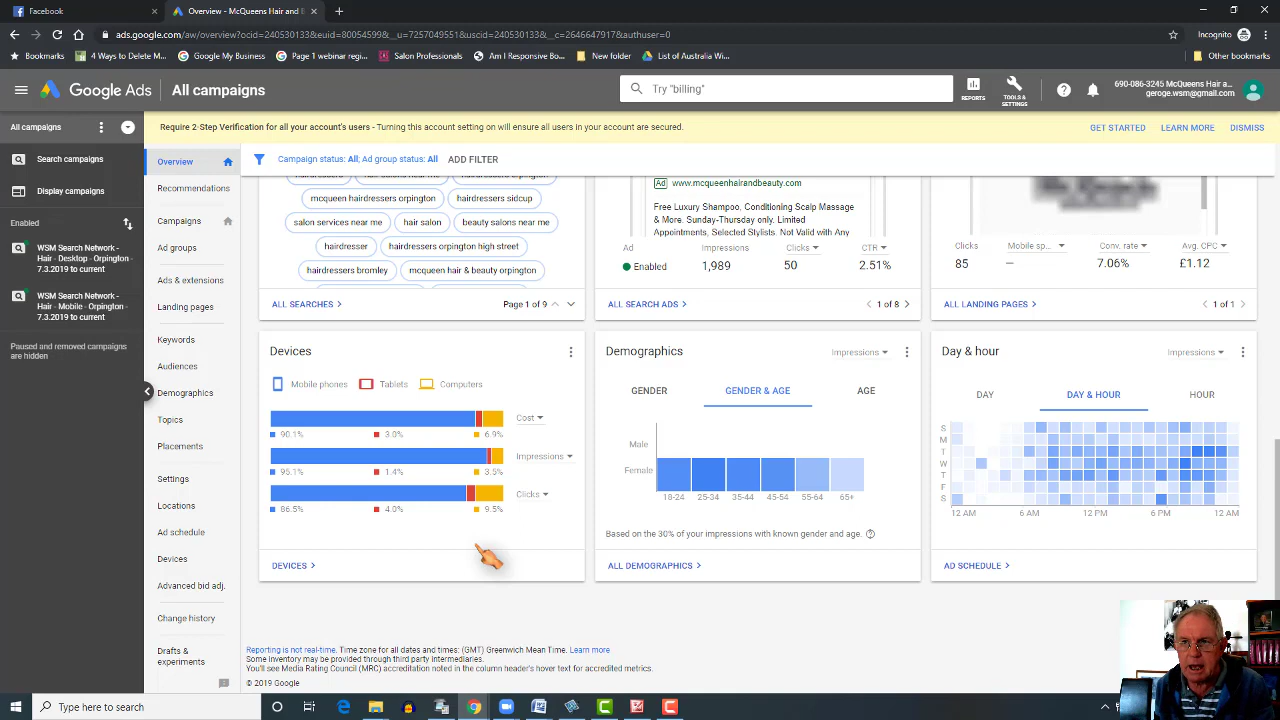 Facebook
Overview - McQueens Hair and B
ads.google.com/aw/overview?ocid=240530133&euid=800544599&__u=7257049551&uscid=240530133&__c=2646647917&authuser=0
Incognito
Bookmarks
Tabata
4 Ways to Dominat...
Google My Business
Page 1 webinar regi...
Salon Professionals
Am I Responsive Bo...
New folder
List of Australia W...
Other bookmarks
Google Ads
All campaigns
Try "billing"
REPORTS
TOOLS &
SETTINGS
690-086-3245 McQueens Hair a...
geroge.wsm@gmail.com
All campaigns
Require 2-Step Verification for all your account's users - Turning this account setting on will ensure all users in your account are secured.
GET STARTED
LEARN MORE
DISMISS
Search campaigns
Display campaigns
Enabled
WSM Search Network -
Hair - Desktop - Orpington -
7.3.2019 to current
WSM Search Network -
Hair - Mobile - Orpington -
7.3.2019 to current
Paused and removed campaigns
are hidden
Overview
Recommendations
Campaigns
Ad groups
Ads & extensions
Landing pages
Keywords
Audiences
Demographics
Topics
Placements
Settings
Locations
Ad schedule
Devices
Advanced bid adj.
Change history
Drafts &
experiments
Campaign status: All; Ad group status: All
ADD FILTER
mcqueen hairdressers orpington
hairdressers sidcup
salon services near me
hair salon
beauty salons near me
hairdresser
hairdressers orpington high street
hairdressers bromley
mcqueen hair & beauty orpington
ALL SEARCHES
Page 1 of 9
Ad
www.mcqueenhairandbeauty.com
Free Luxury Shampoo, Conditioning Scalp Massage
& More. Sunday-Thursday only. Limited
Appointments, Selected Stylists. Not Valid with Any
Ad
Impressions
Clicks
CTR
Enabled
1,989
50
2.51%
ALL SEARCH ADS
1 of 8
Clicks
Mobile sp...
Conv. rate
Avg. CPC
85
—
7.06%
£1.12
ALL LANDING PAGES
1 of 1
Devices
Mobile phones
Tablets
Computers
Cost
90.1%
3.0%
6.9%
Impressions
95.1%
1.4%
3.5%
Clicks
86.5%
4.0%
9.5%
DEVICES
Demographics
Impressions
GENDER
GENDER & AGE
AGE
Male
Female
18-24
25-34
35-44
45-54
55-64
65+
Based on the 30% of your impressions with known gender and age.
ALL DEMOGRAPHICS
Day & hour
Impressions
DAY
DAY & HOUR
HOUR
S
M
T
W
T
F
S
12 AM
6 AM
12 PM
6 PM
12 AM
AD SCHEDULE
Reporting is not real-time. Time zone for all dates and times: (GMT) Greenwich Mean Time. Learn more
Some inventory may be provided through third party intermediaries.
You'll see Media Rating Council (MRC) accreditation noted in the column header's hover text for accredited metrics.
© 2019 Google
Type here to search